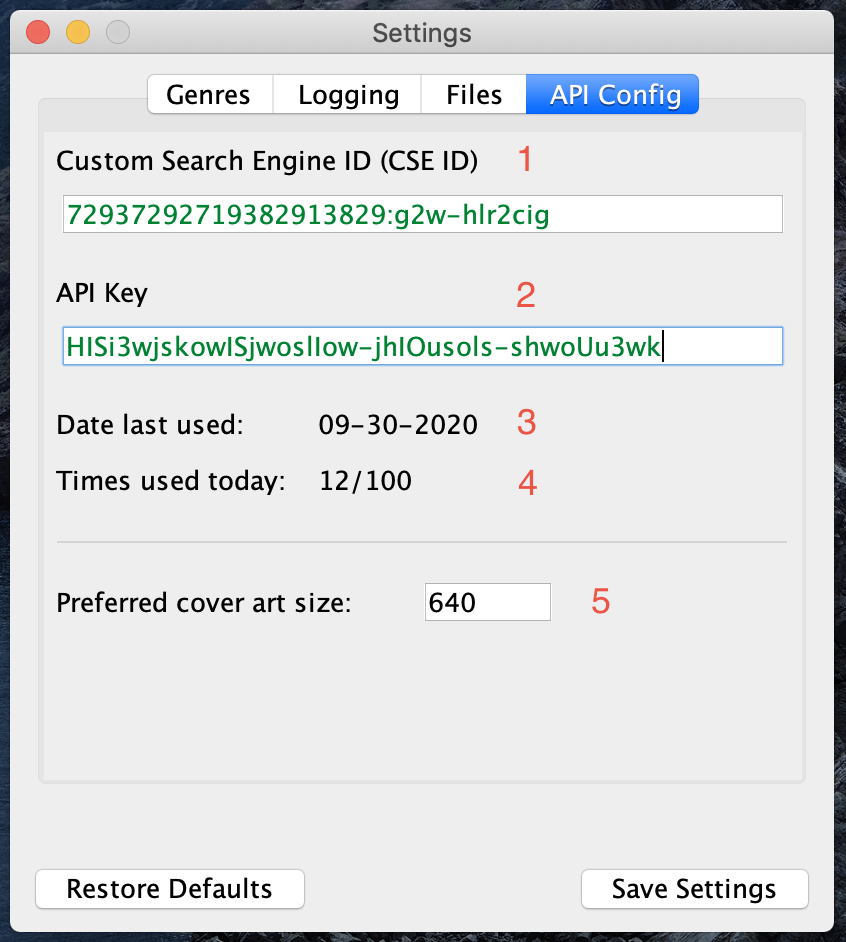 Settings
Genres Logging Files API Config
Custom Search Engine ID (CSE ID) 1
72937292719382913829:g2w-hlr2cig
API Key 2
HISi3wjskowISjwoslIow-jhIOusols-shwoUu3wk
Date last used: 09-30-2020 3
Times used today: 12/100 4
Preferred cover art size: 640 5
Restore Defaults Save Settings